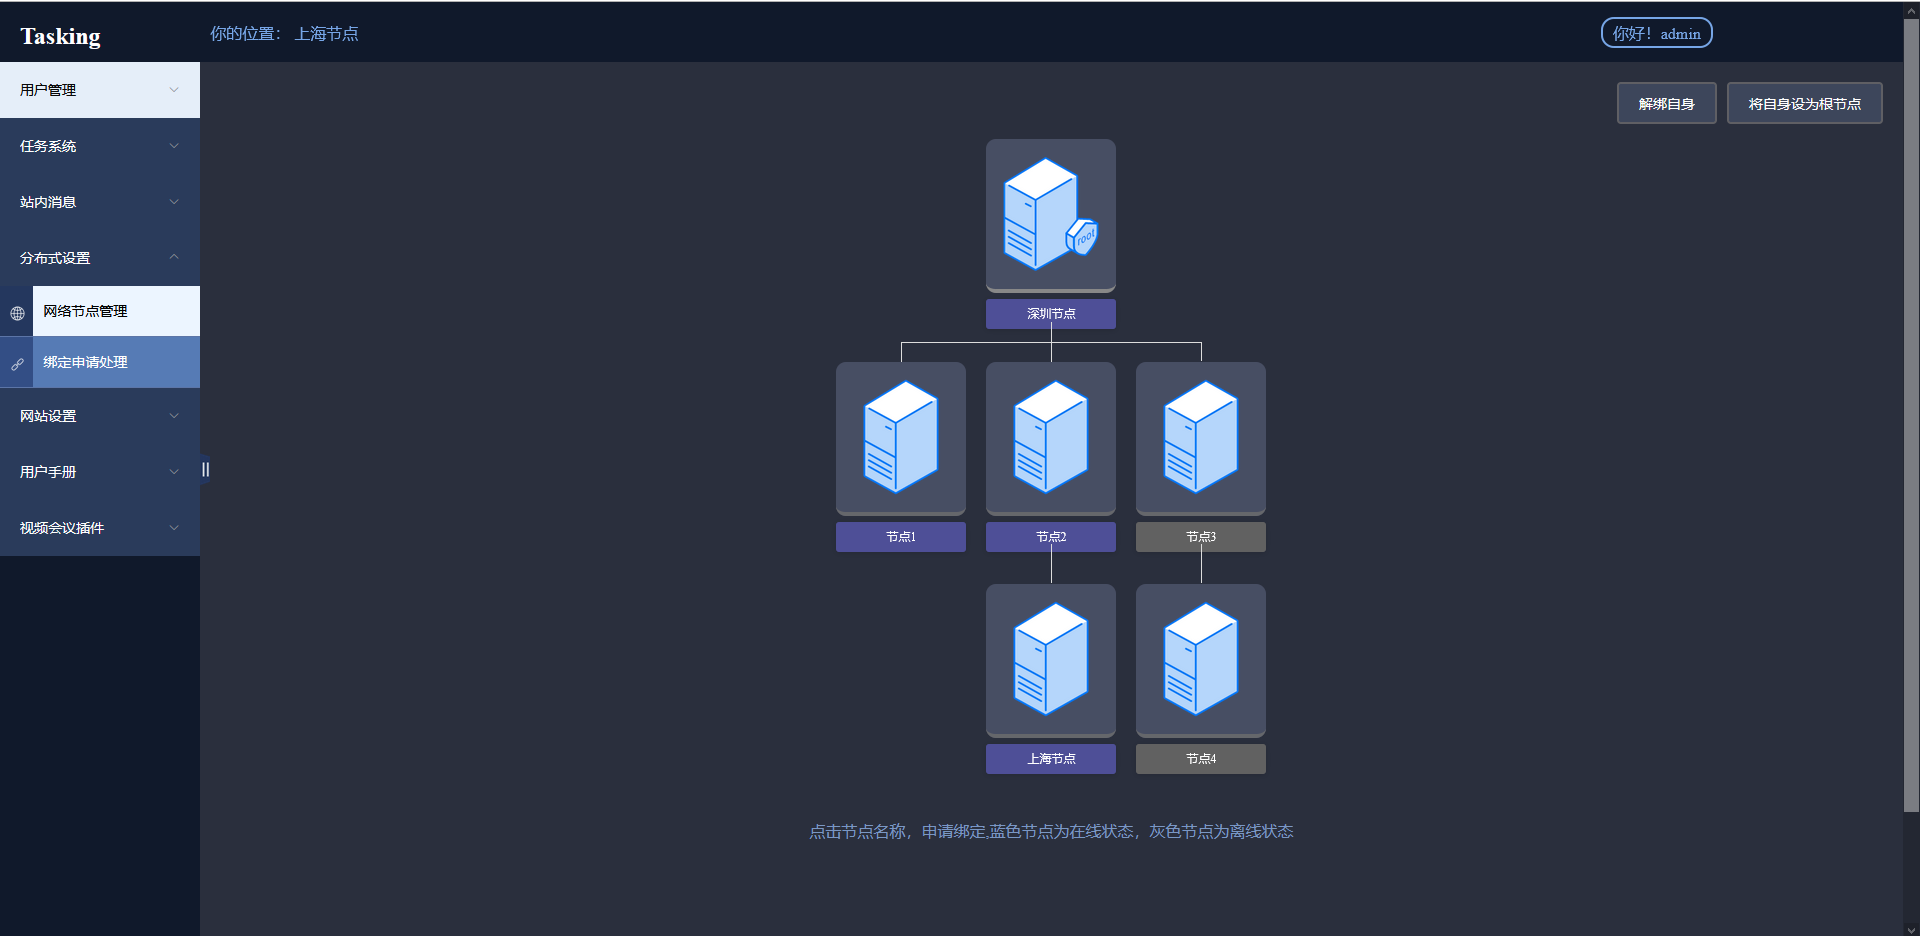 Tasking
你的位置： 上海节点
你好！admin
用户管理
任务系统
站内消息
分布式设置
网络节点管理
绑定申请处理
网站设置
用户手册
视频会议插件
解绑自身
将自身设为根节点
root
深圳节点
节点1
节点2
节点3
上海节点
节点4
点击节点名称，申请绑定,蓝色节点为在线状态，灰色节点为离线状态